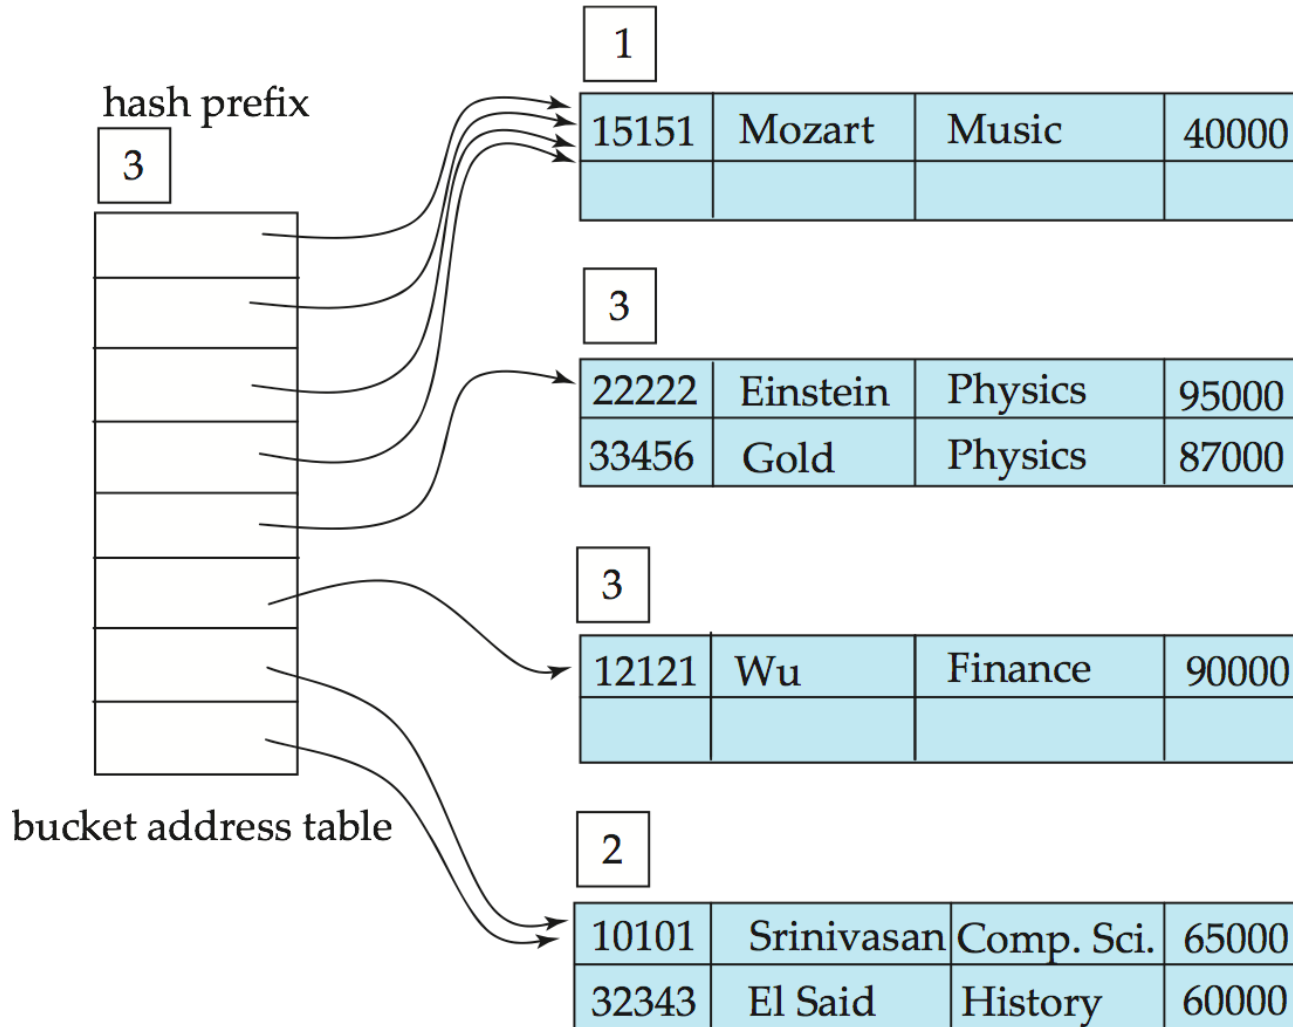 hash prefix
3
bucket address table
1
15151 Mozart Music 40000
3
22222 Einstein Physics 95000
33456 Gold Physics 87000
3
12121 Wu Finance 90000
2
10101 Srinivasan Comp. Sci. 65000
32343 El Said History 60000